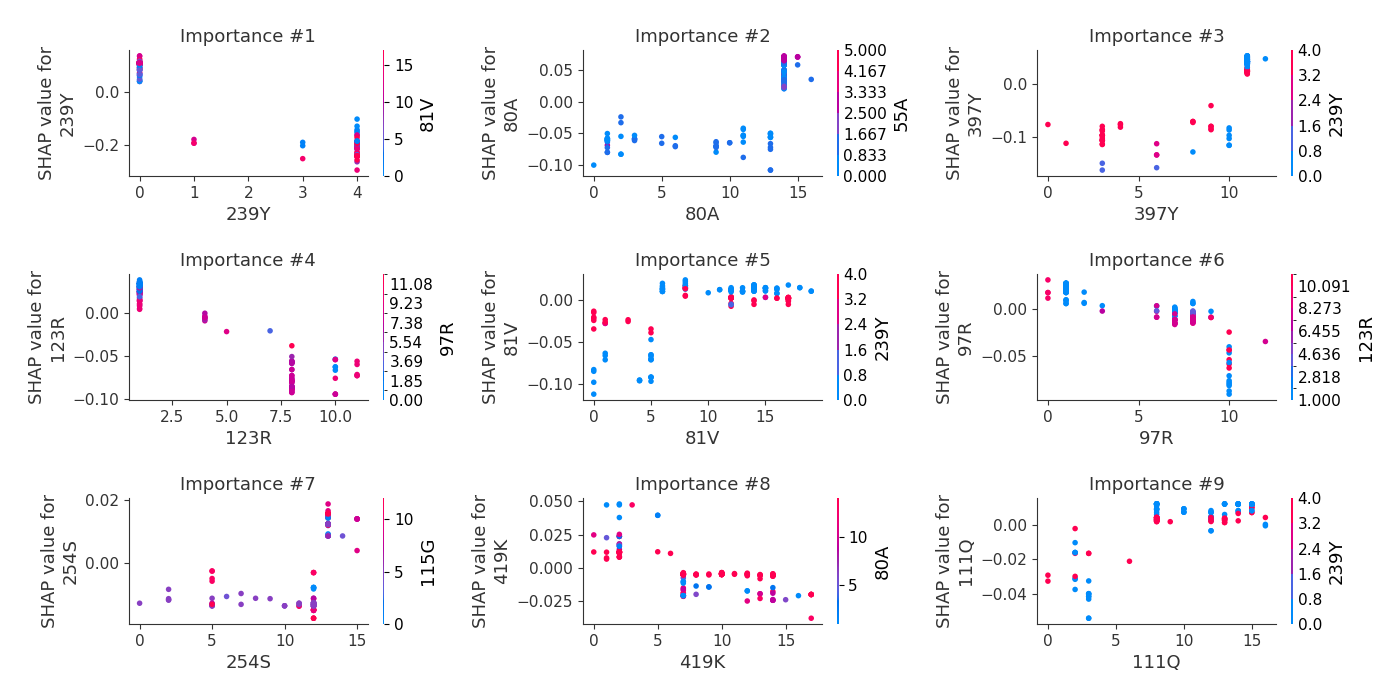 Importance #1
SHAP value for
239Y
0.0
−0.2
0
1
3
4
239Y
15
10
5
0
81V
Importance #2
SHAP value for
80A
0.05
0.00
−0.05
−0.10
0
5
10
15
80A
5.000
4.167
3.333
2.500
1.667
0.833
0.000
55A
Importance #3
SHAP value for
397Y
0.0
−0.1
0
5
10
397Y
4.0
3.2
2.4
1.6
0.8
0.0
239Y
Importance #4
SHAP value for
123R
0.00
−0.05
−0.10
2.5
5.0
7.5
10.0
123R
11.08
9.23
7.38
5.54
3.69
1.85
0.00
97R
Importance #5
SHAP value for
81V
0.00
−0.05
−0.10
0
5
10
15
81V
4.0
3.2
2.4
1.6
0.8
0.0
239Y
Importance #6
SHAP value for
97R
0.00
−0.05
0
5
10
97R
10.091
8.273
6.455
4.636
2.818
1.000
123R
Importance #7
SHAP value for
254S
0.02
0.00
0
5
10
15
254S
10
5
0
115G
Importance #8
SHAP value for
419K
0.050
0.025
0.000
−0.025
0
5
10
15
419K
10
5
80A
Importance #9
SHAP value for
111Q
0.00
−0.02
−0.04
0
5
10
15
111Q
4.0
3.2
2.4
1.6
0.8
0.0
239Y